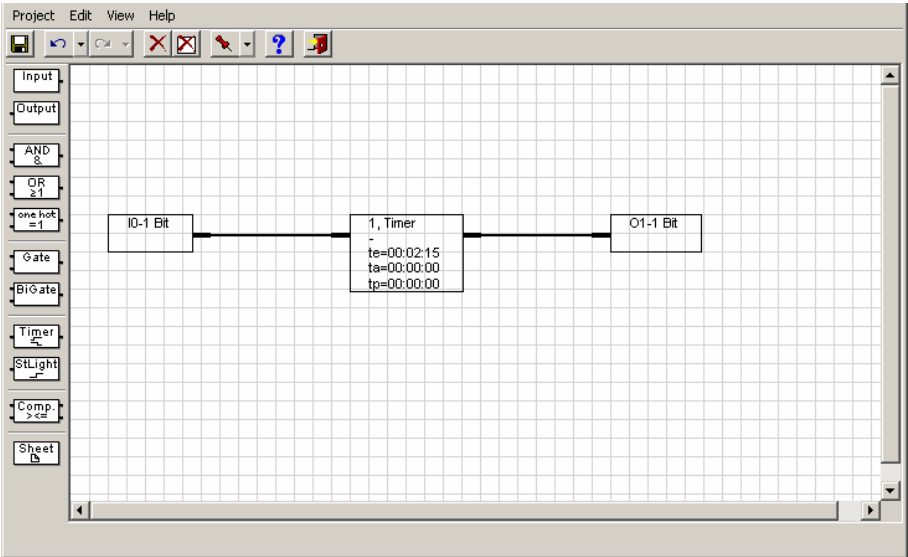 Project Edit View Help
?
Input
Output
AND
&
OR
≥1
one hot
=1
Gate
BiGate
Timer
StLight
Comp.
><=
Sheet
I0-1 Bit
1, Timer
-
te=00:02:15
ta=00:00:00
tp=00:00:00
O1-1 Bit